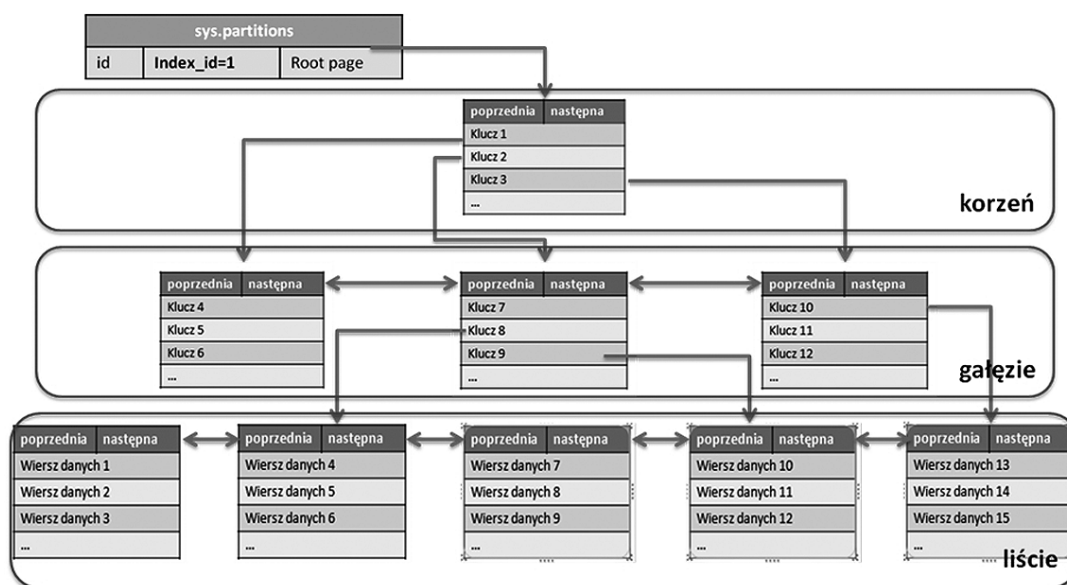 sys.partitions
id Index_id=1 Root page
poprzednia następna
Klucz 1
Klucz 2
Klucz 3
...
korzeń
poprzednia następna
Klucz 4
Klucz 5
Klucz 6
...
poprzednia następna
Klucz 7
Klucz 8
Klucz 9
...
poprzednia następna
Klucz 10
Klucz 11
Klucz 12
...
gałęzie
poprzednia następna
Wiersz danych 1
Wiersz danych 2
Wiersz danych 3
...
poprzednia następna
Wiersz danych 4
Wiersz danych 5
Wiersz danych 6
...
poprzednia następna
Wiersz danych 7
Wiersz danych 8
Wiersz danych 9
...
poprzednia następna
Wiersz danych 10
Wiersz danych 11
Wiersz danych 12
...
poprzednia następna
Wiersz danych 13
Wiersz danych 14
Wiersz danych 15
...
liście